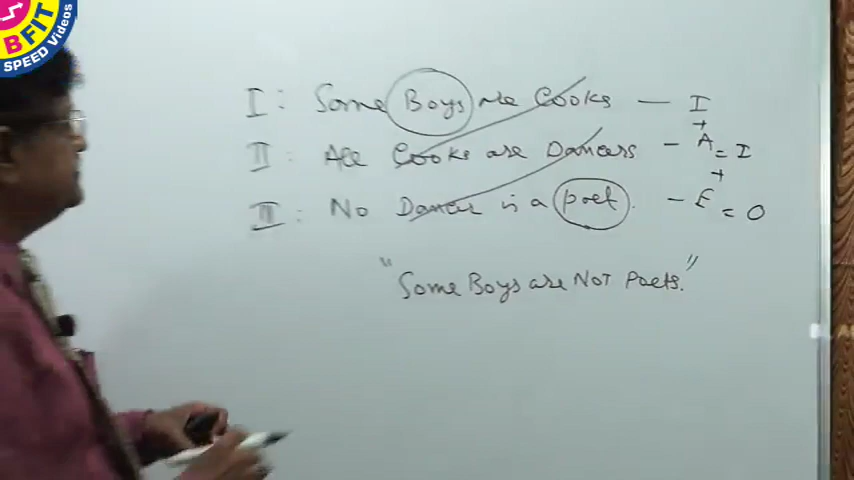 BFIT
SPEED Videos
I : Some Boys are Cooks — I
+
II : All Cooks are Dancers - A = I
+
III : No Dancer is a poet. - E = O
"Some Boys are NOT Poets."